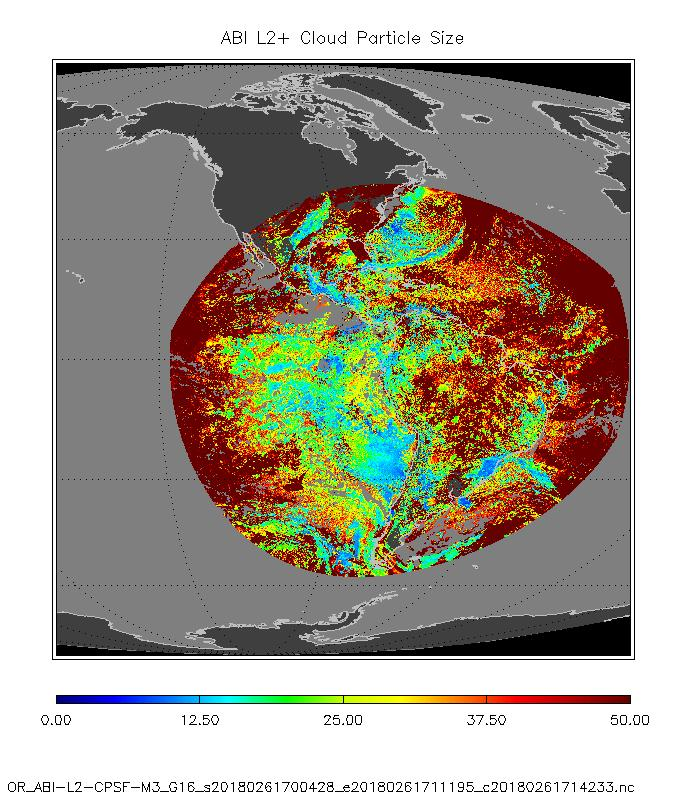 ABI L2+ Cloud Particle Size
0.00 12.50 25.00 37.50 50.00
OR_ABI-L2-CPSF-M3_G16_s20180261700428_e20180261711195_c20180261714233.nc